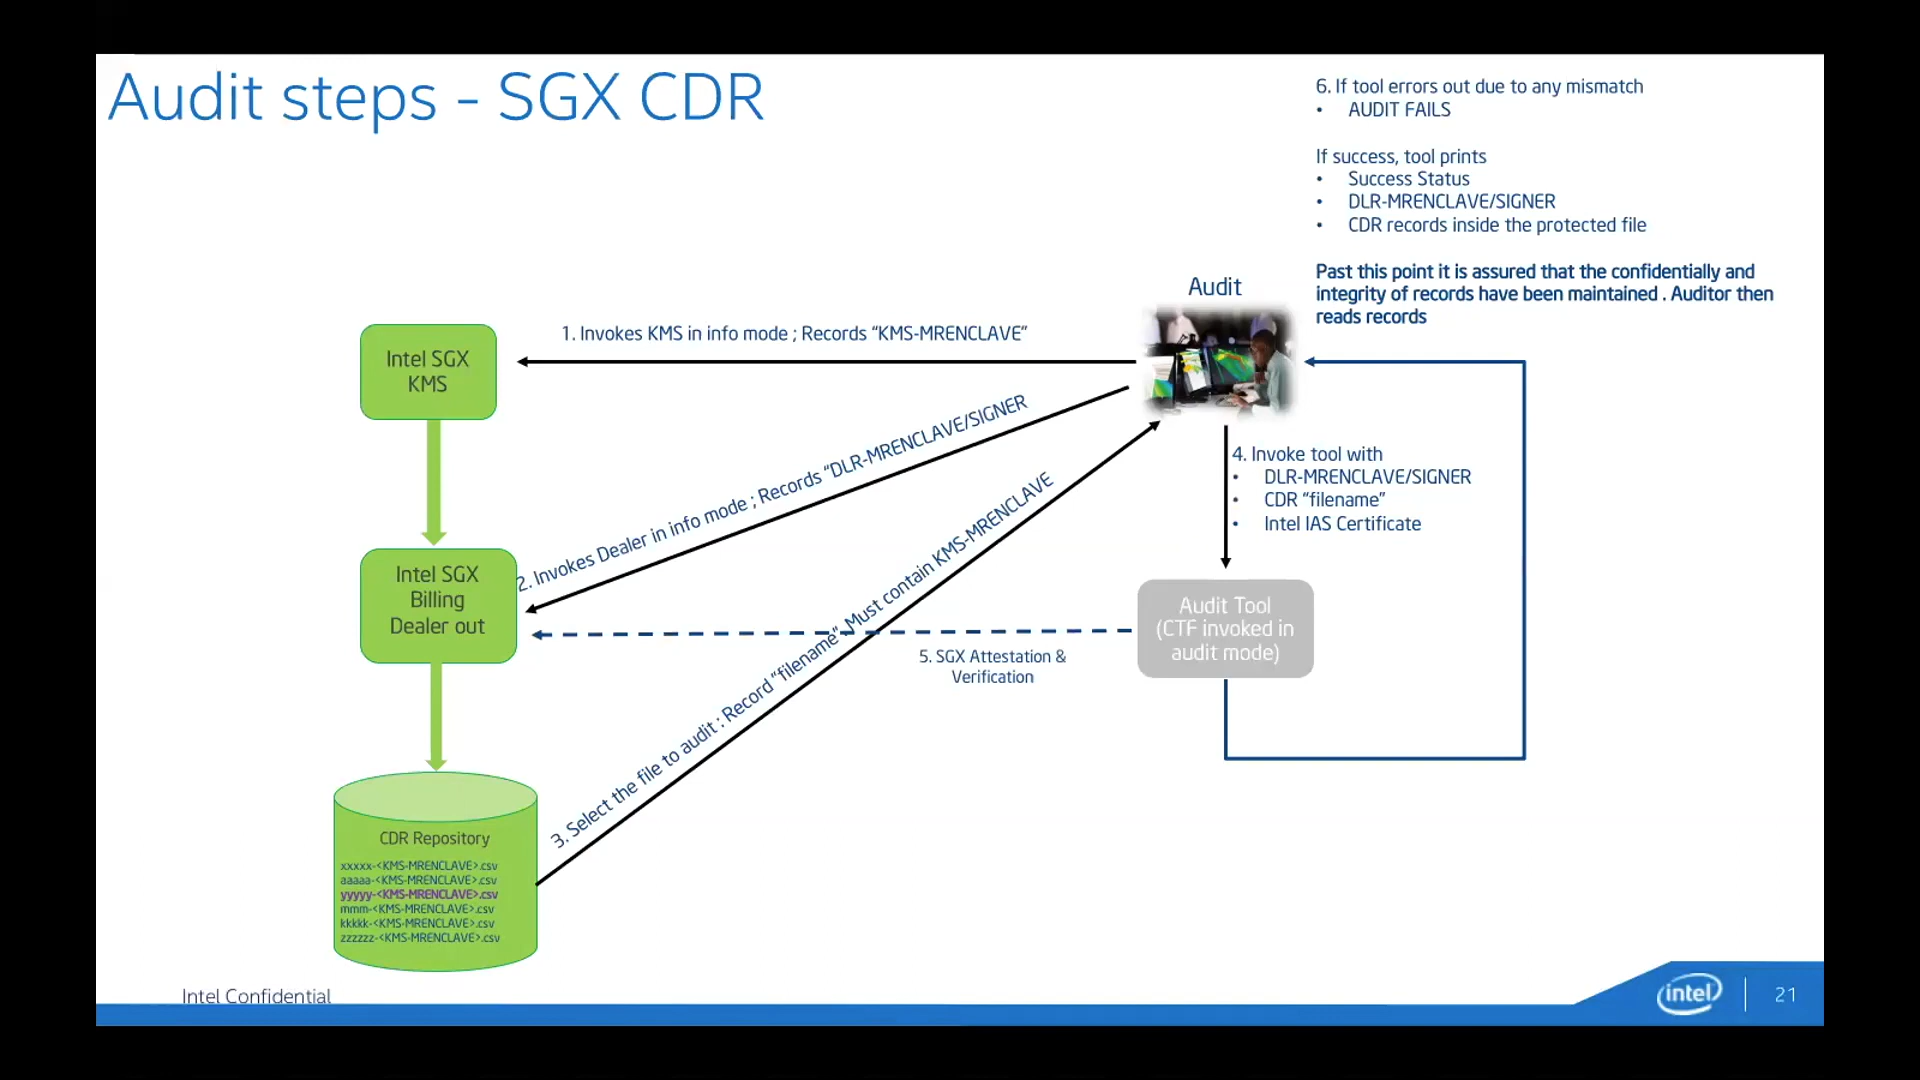 Audit steps - SGX CDR
6. If tool errors out due to any mismatch
• AUDIT FAILS
If success, tool prints
• Success Status
• DLR-MRENCLAVE/SIGNER
• CDR records inside the protected file
Past this point it is assured that the confidentially and
integrity of records have been maintained . Auditor then
reads records
Audit
1. Invokes KMS in info mode ; Records “KMS-MRENCLAVE”
Intel SGX
KMS
2. Invokes Dealer in info mode ; Records “DLR-MRENCLAVE/SIGNER
3. Select the file to audit : Record “filename”. Must contain KMS-MRENCLAVE
4. Invoke tool with
• DLR-MRENCLAVE/SIGNER
• CDR “filename”
• Intel IAS Certificate
Intel SGX
Billing
Dealer out
Audit Tool
(CTF invoked in
audit mode)
5. SGX Attestation &
Verification
CDR Repository
xxxxx-<KMS-MRENCLAVE>.csv
aaaaa-<KMS-MRENCLAVE>.csv
yyyyy-<KMS-MRENCLAVE>.csv
mmm-<KMS-MRENCLAVE>.csv
kkkkk-<KMS-MRENCLAVE>.csv
zzzzzz-<KMS-MRENCLAVE>.csv
Intel Confidential
intel
21